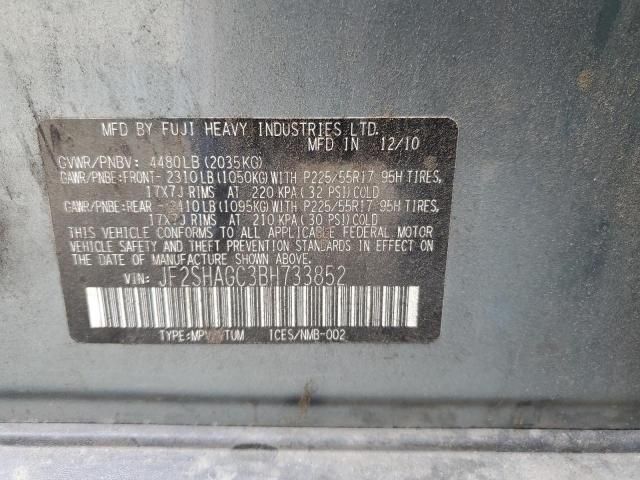 MFD BY FUJI HEAVY INDUSTRIES LTD.
MFD IN 12/10
GVWR/PNBV: 4480LB(2035KG)
GAWR/PNBE:FRONT- 2310LB(1050KG)WITH P225/55R17 95H TIRES,
17X7J RIMS AT 220 KPA(32 PSI)COLD
GAWR/PNBE:REAR - 2410LB(1095KG)WITH P225/55R17 95H TIRES,
17X7J RIMS AT 210 KPA(30 PSI)COLD
THIS VEHICLE CONFORMS TO ALL APPLICABLE FEDERAL MOTOR
VEHICLE SAFETY AND THEFT PREVENTION STANDARDS IN EFFECT
ON THE DATE OF MANUFACTURE SHOWN ABOVE.
VIN: JF2SHAGC3BH733852
TYPE:MPV/VTUM ICES/NMB-002